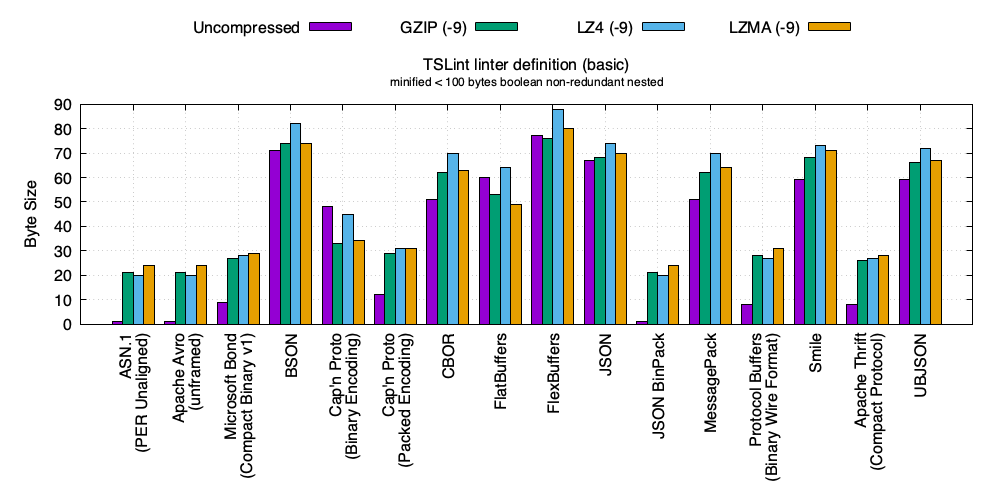 Uncompressed
GZIP (-9)
LZ4 (-9)
LZMA (-9)
TSLint linter definition (basic)
minified < 100 bytes boolean non-redundant nested
Byte Size
90
80
70
60
50
40
30
20
10
0
ASN.1
(PER Unaligned)
Apache Avro
(unframed)
Microsoft Bond
(Compact Binary v1)
BSON
Cap'n Proto
(Binary Encoding)
Cap'n Proto
(Packed Encoding)
CBOR
FlatBuffers
FlexBuffers
JSON
JSON BinPack
MessagePack
Protocol Buffers
(Binary Wire Format)
Smile
Apache Thrift
(Compact Protocol)
UBJSON